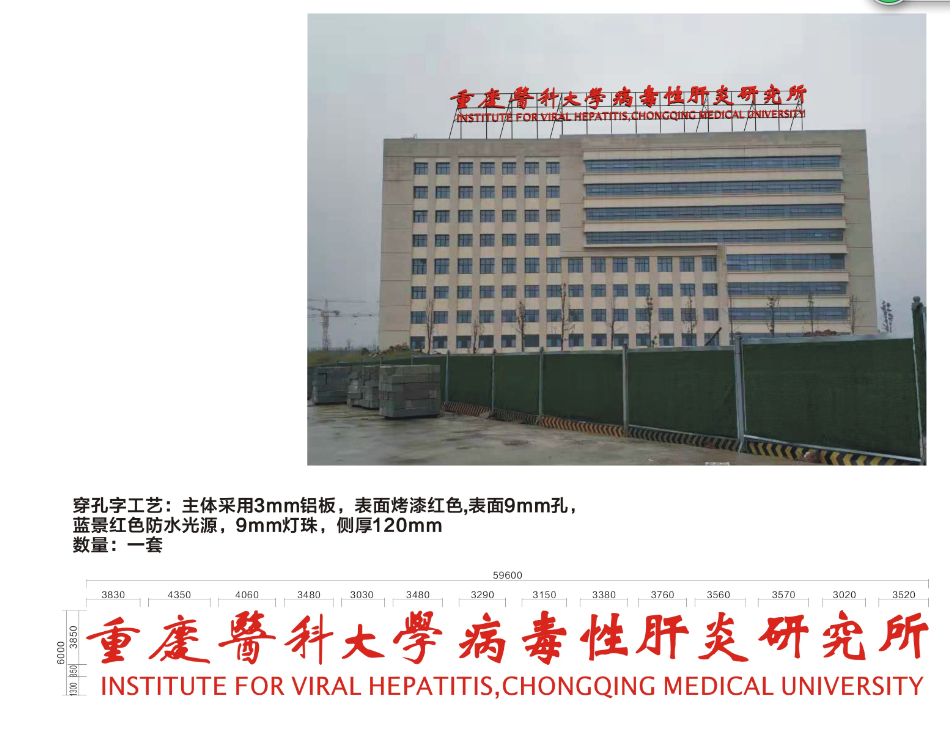 重慶醫科大學病毒性肝炎研究所
INSTITUTE FOR VIRAL HEPATITIS,CHONGQING MEDICAL UNIVERSITY
穿孔字工艺：主体采用3mm铝板，表面烤漆红色,表面9mm孔，
蓝景红色防水光源，9mm灯珠，侧厚120mm
数量：一套
59600
3830 4350 4060 3480 3030 3480 3290 3150 3380 3760 3560 3570 3020 3520
6000
3850
850
1300
重慶醫科大學病毒性肝炎研究所
INSTITUTE FOR VIRAL HEPATITIS,CHONGQING MEDICAL UNIVERSITY